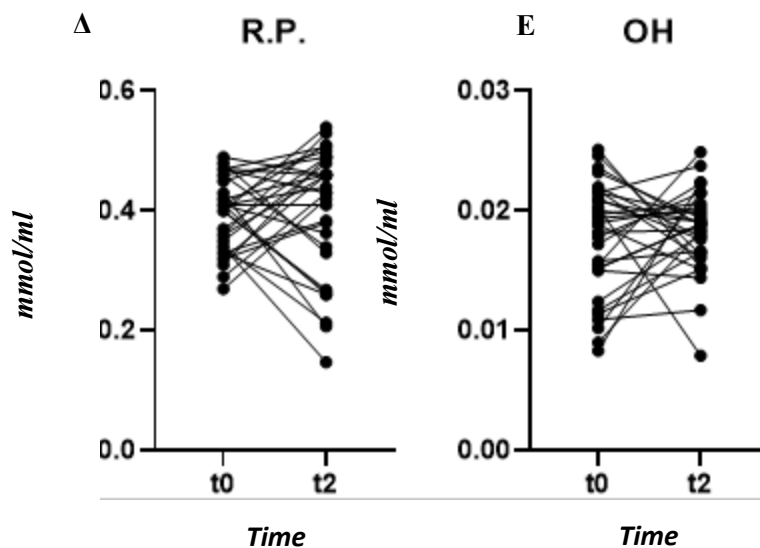 Δ
R.P.
0.6
0.4
0.2
0.0
mmol/ml
t0 t2
Time
E
OH
0.03
0.02
0.01
0.00
mmol/ml
t0 t2
Time